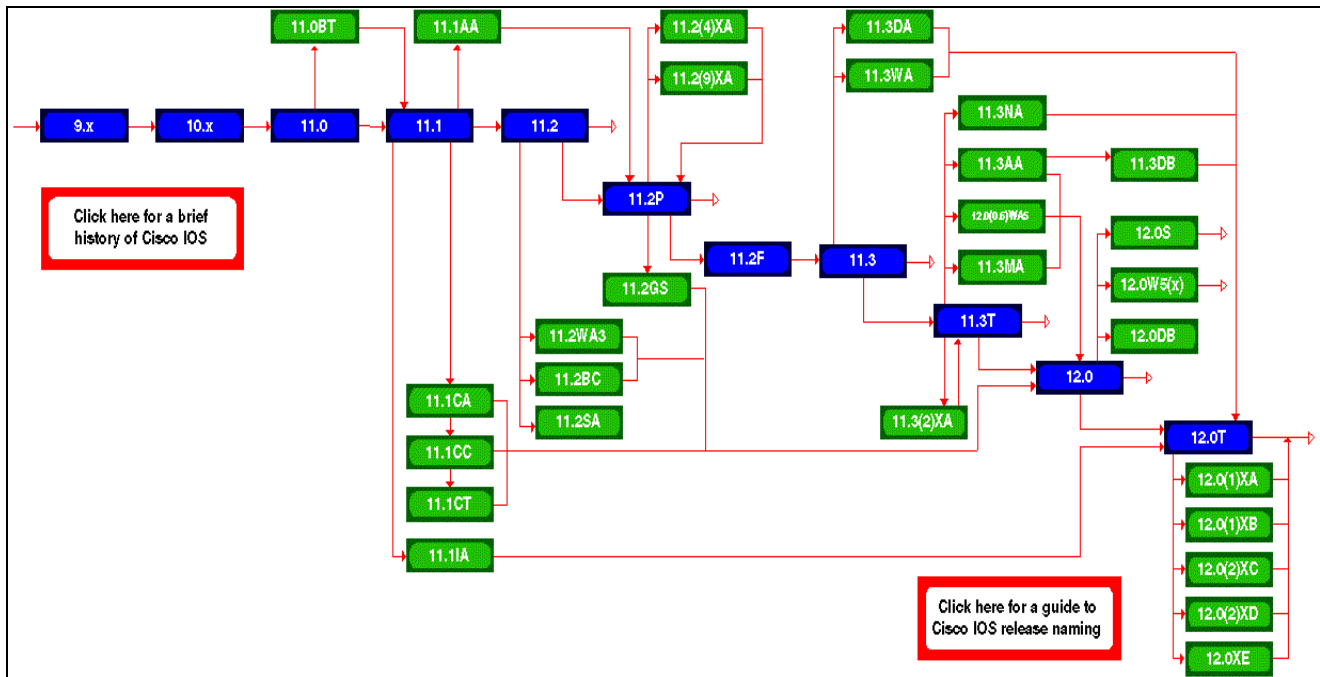 11.0BT
11.1AA
11.2(4)XA
11.3DA
11.2(9)XA
11.3WA
9.x
10.x
11.0
11.1
11.2
11.3NA
11.3AA
11.3DB
11.2P
12.0(0.6)WA5
12.0S
Click here for a brief
history of Cisco IOS
11.2F
11.3
11.3MA
11.2GS
12.0W5(x)
11.3T
11.2WA3
12.0DB
11.2BC
12.0
11.1CA
11.2SA
11.3(2)XA
12.0T
11.1CC
12.0(1)XA
11.1CT
12.0(1)XB
11.1IA
12.0(2)XC
Click here for a guide to
Cisco IOS release naming
12.0(2)XD
12.0XE